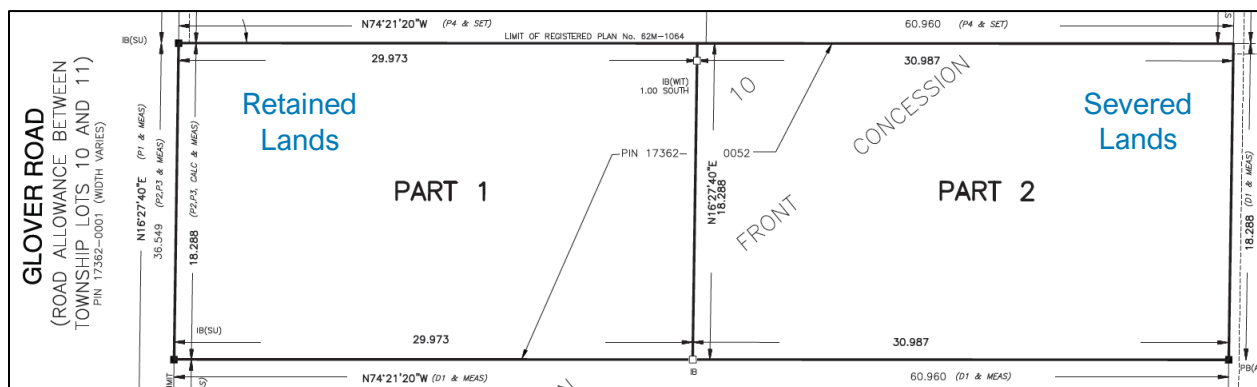 N74°21'20"W (P4 & SET)
60.960 (P4 & SET)
IB(SU)
LIMIT OF REGISTERED PLAN No. 62M-1064
29.973
30.987
IB(WIT)
1.00 SOUTH
10
CONCESSION
Retained
Lands
Severed
Lands
GLOVER ROAD
(ROAD ALLOWANCE BETWEEN
TOWNSHIP LOTS 10 AND 11)
PIN 17362-0001 (WIDTH VARIES)
N16°27'40"E (P1 & MEAS)
36.549 (P2,P3 & MEAS)
18.288 (P2,P3, CALC & MEAS)
PIN 17362-
0052
PART 1
N16°27'40"E
18.288
FRONT
PART 2
18.288 (D1 & MEAS)
IB(SU)
29.973
30.987
IB
N74°21'20"W (D1 & MEAS)
60.960 (D1 & MEAS)
LIMIT